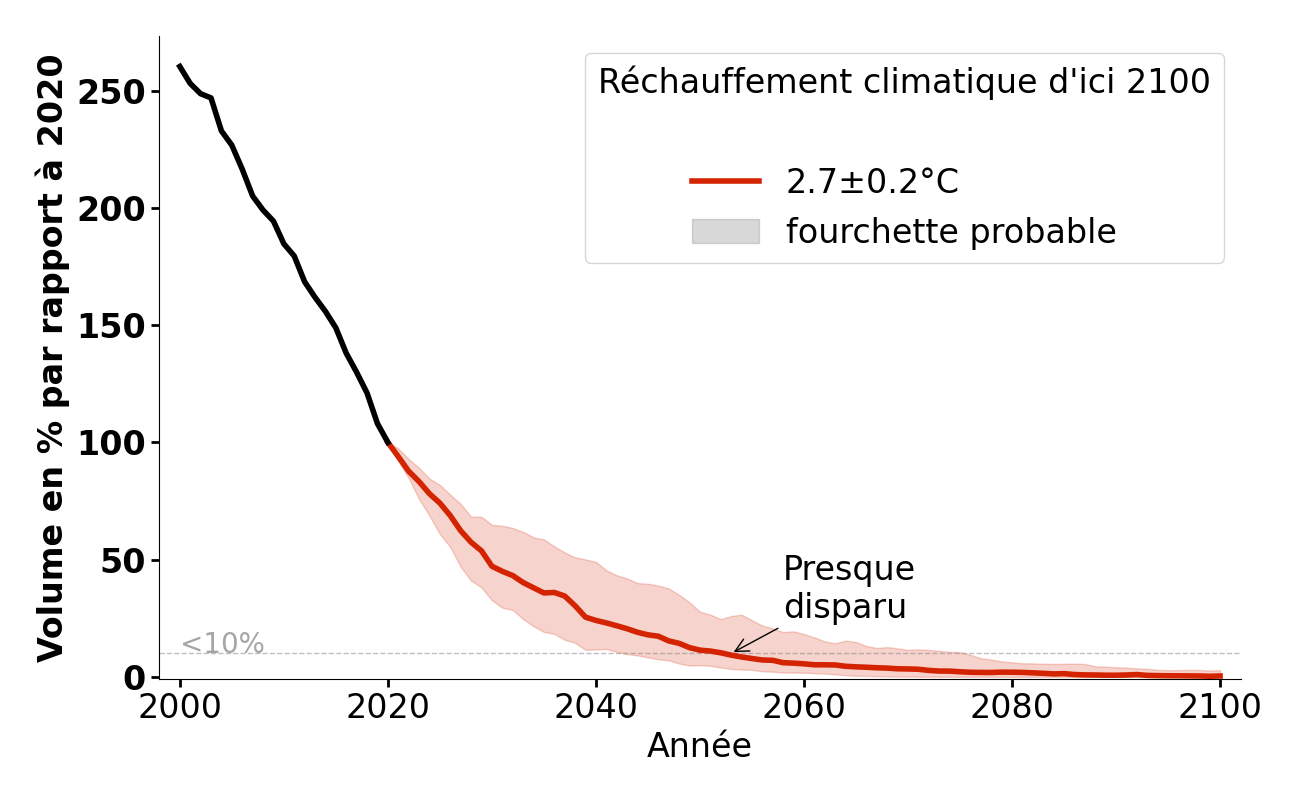 Volume en % par rapport à 2020
250
200
150
100
50
0
Réchauffement climatique d'ici 2100
2.7±0.2°C
fourchette probable
Presque
disparu
<10%
2000
2020
2040
2060
2080
2100
Année